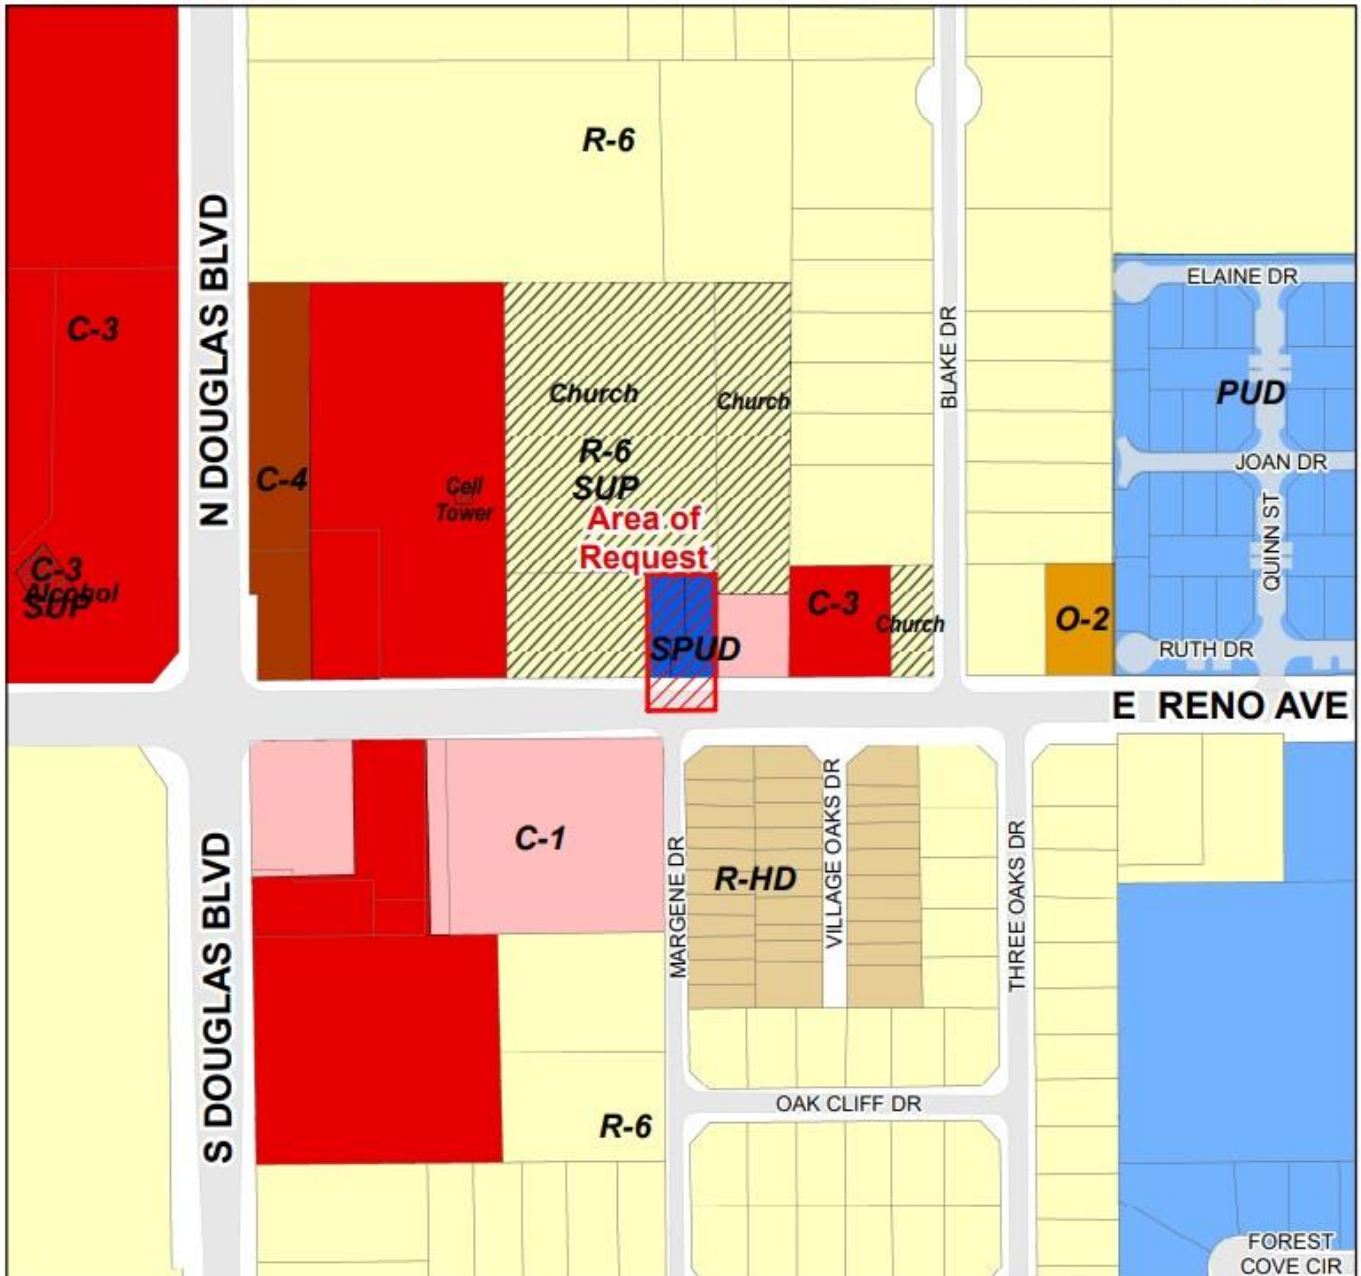 R-6
N DOUGLAS BLVD
C-3
ELAINE DR
BLAKE DR
PUD
Church
Church
R-6
SUP
C-4
Cell
Tower
JOAN DR
QUINN ST
Area of
Request
C-3
Alcohol
SUP
SPUD
C-3
Church
O-2
RUTH DR
E RENO AVE
S DOUGLAS BLVD
C-1
MARGENE DR
R-HD
VILLAGE OAKS DR
THREE OAKS DR
OAK CLIFF DR
R-6
FOREST
COVE CIR